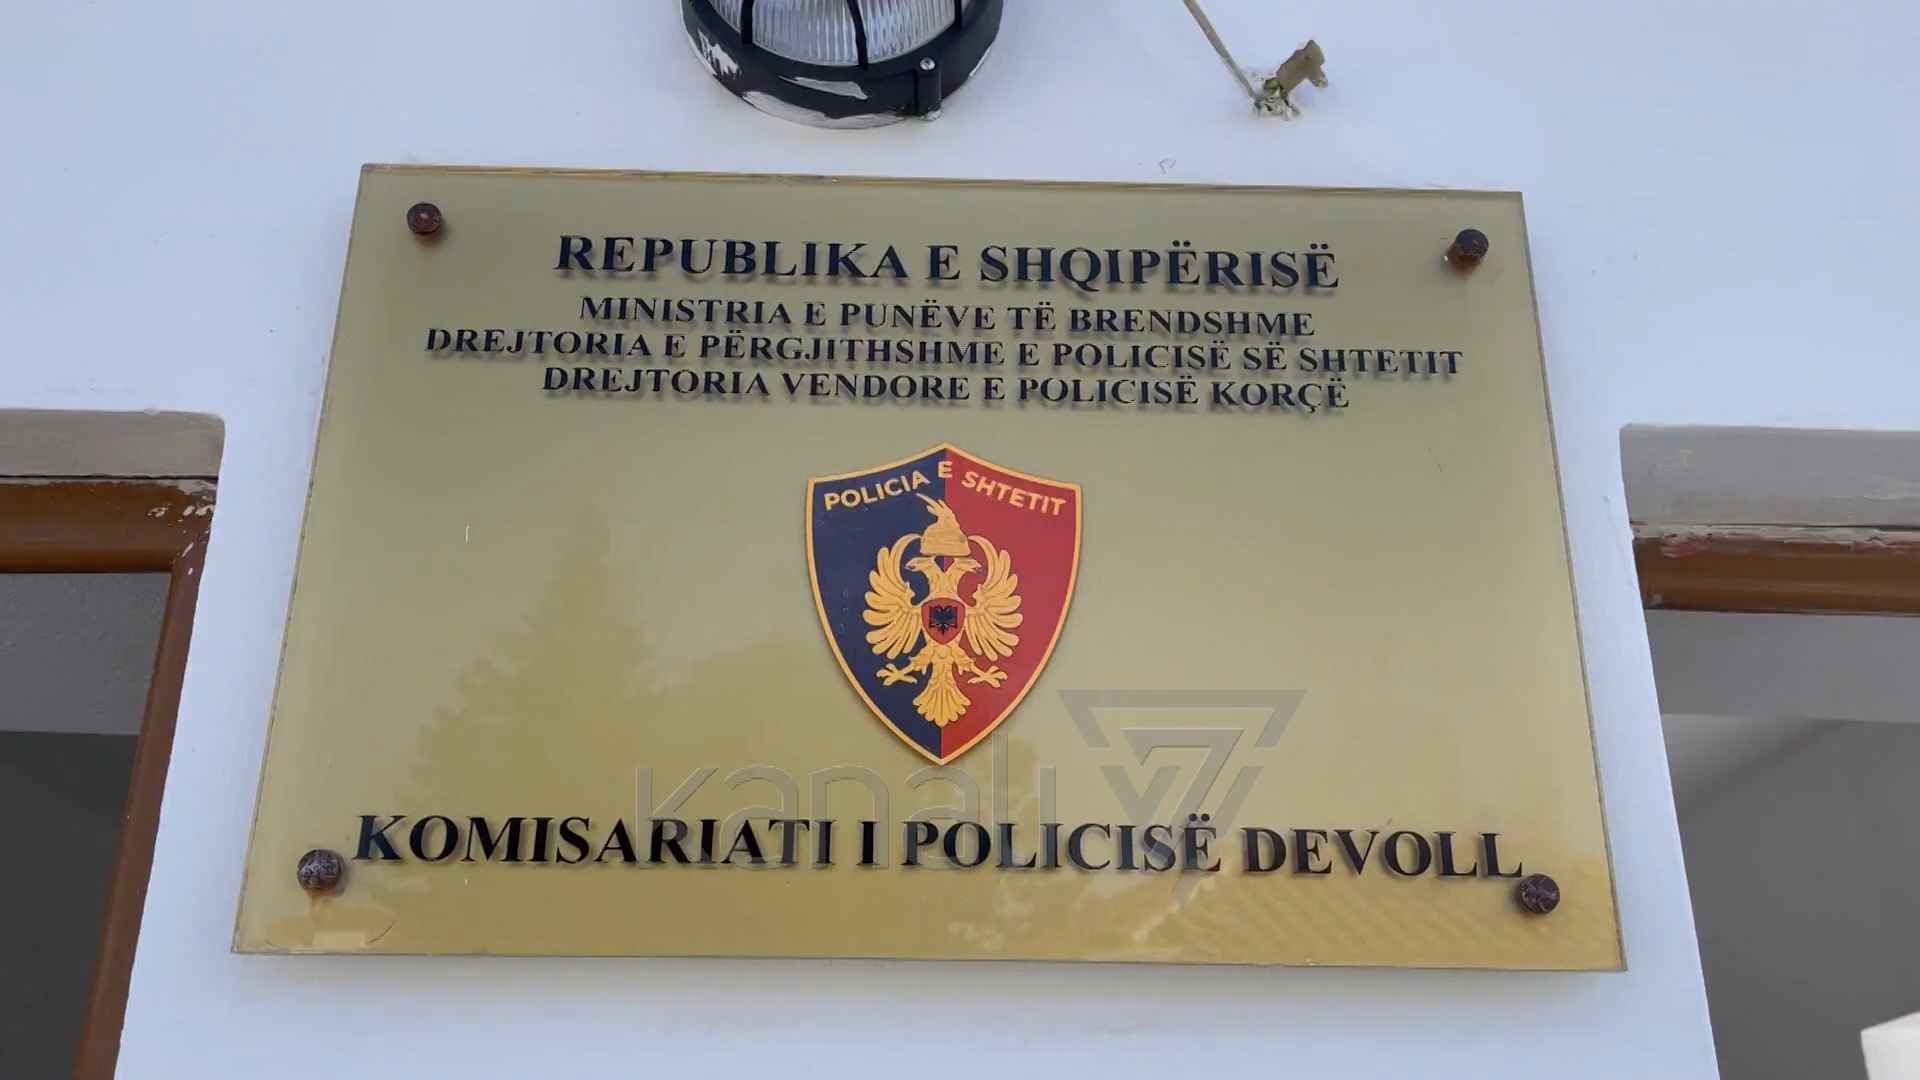 REPUBLIKA E SHQIPËRISË
MINISTRIA E PUNËVE TË BRENDSHME
DREJTORIA E PËRGJITHSHME E POLICISË SË SHTETIT
DREJTORIA VENDORE E POLICISË KORÇË
POLICIA E SHTETIT
kanali 7
KOMISARIATI I POLICISË DEVOLL